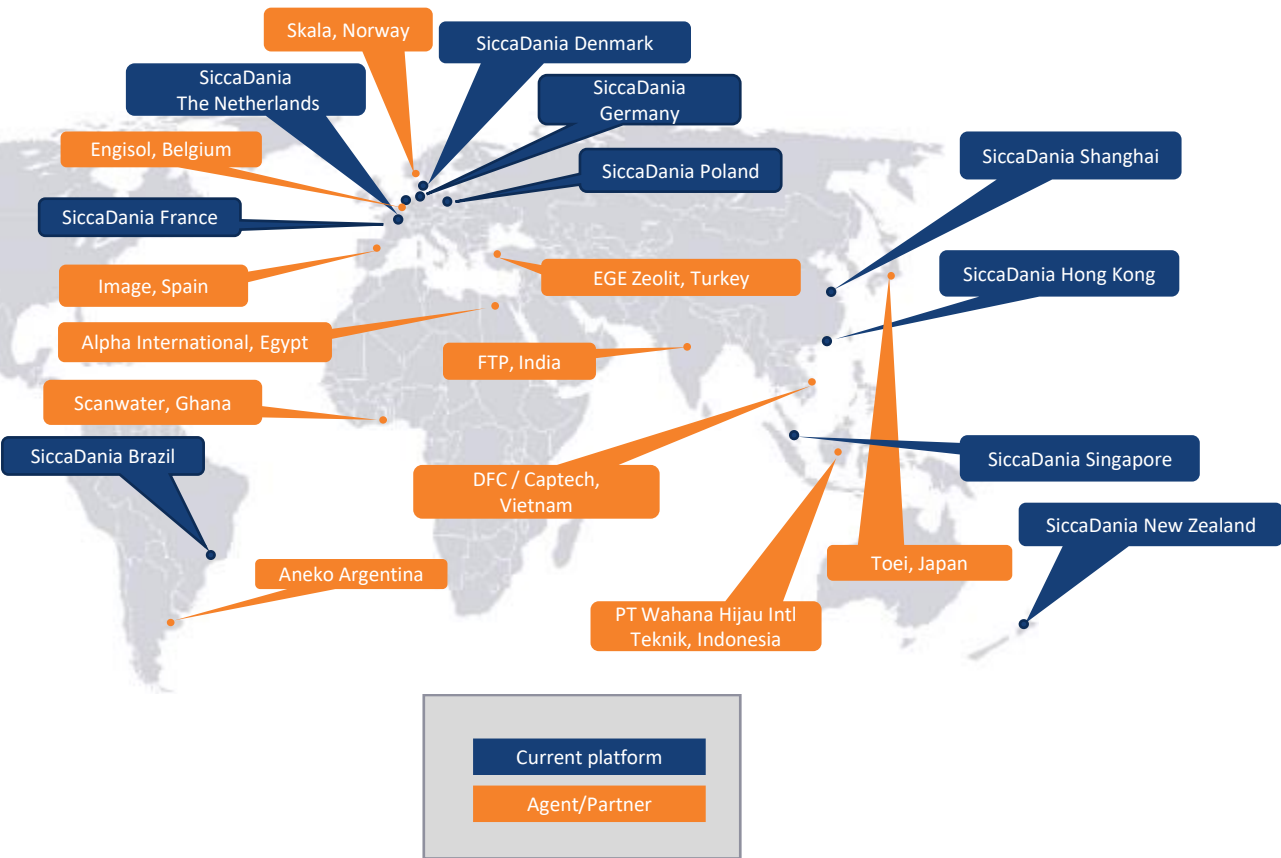 Skala, Norway
SiccaDania Denmark
SiccaDania
The Netherlands
SiccaDania
Germany
Engisol, Belgium
SiccaDania Shanghai
SiccaDania Poland
SiccaDania France
Image, Spain
EGE Zeolit, Turkey
SiccaDania Hong Kong
Alpha International, Egypt
FTP, India
Scanwater, Ghana
SiccaDania Brazil
SiccaDania Singapore
DFC / Captech,
Vietnam
SiccaDania New Zealand
Toei, Japan
Aneko Argentina
PT Wahana Hijau Intl
Teknik, Indonesia
Current platform
Agent/Partner